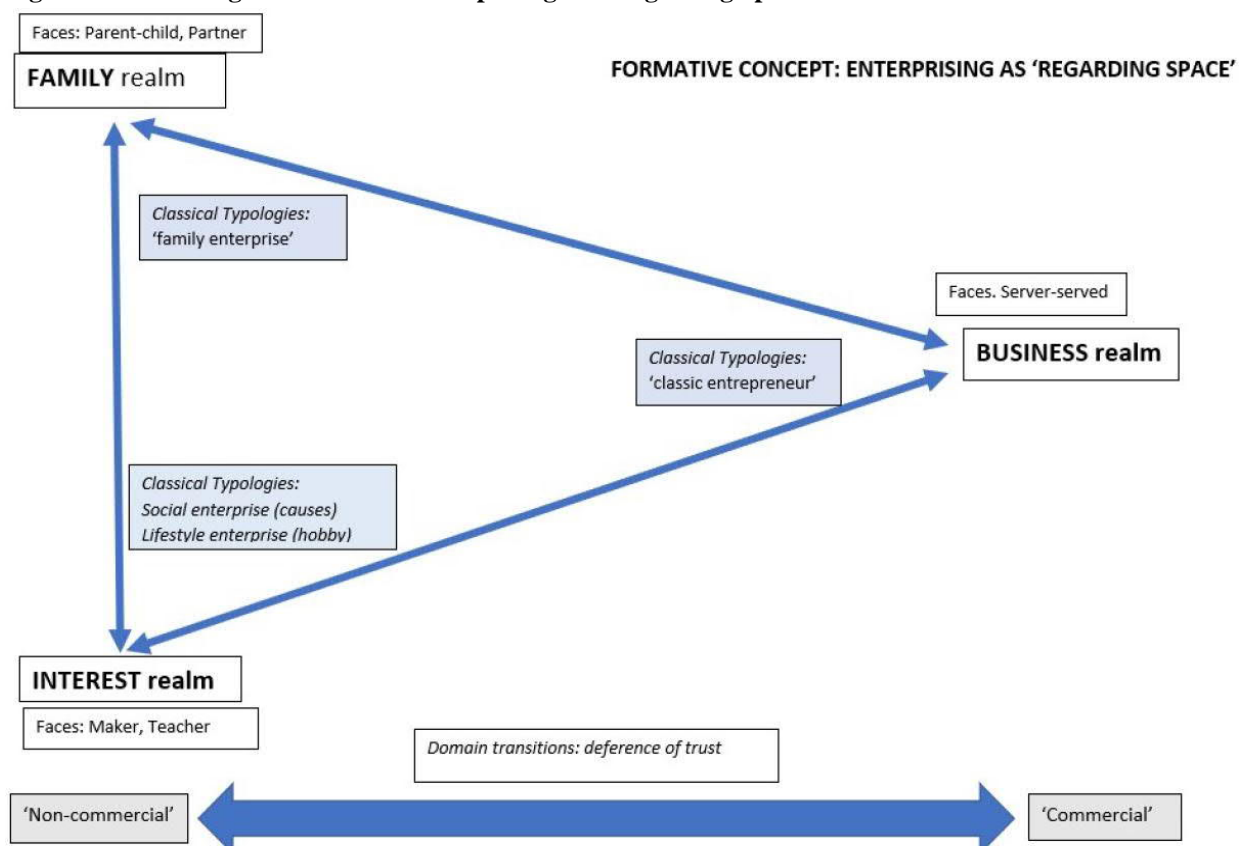 Faces: Parent-child, Partner
FAMILY realm
FORMATIVE CONCEPT: ENTERPRISING AS ‘REGARDING SPACE’
Classical Typologies:
‘family enterprise’
Faces. Server-served
BUSINESS realm
Classical Typologies:
‘classic entrepreneur’
Classical Typologies:
Social enterprise (causes)
Lifestyle enterprise (hobby)
INTEREST realm
Faces: Maker, Teacher
Domain transitions: deference of trust
‘Non-commercial’
‘Commercial’